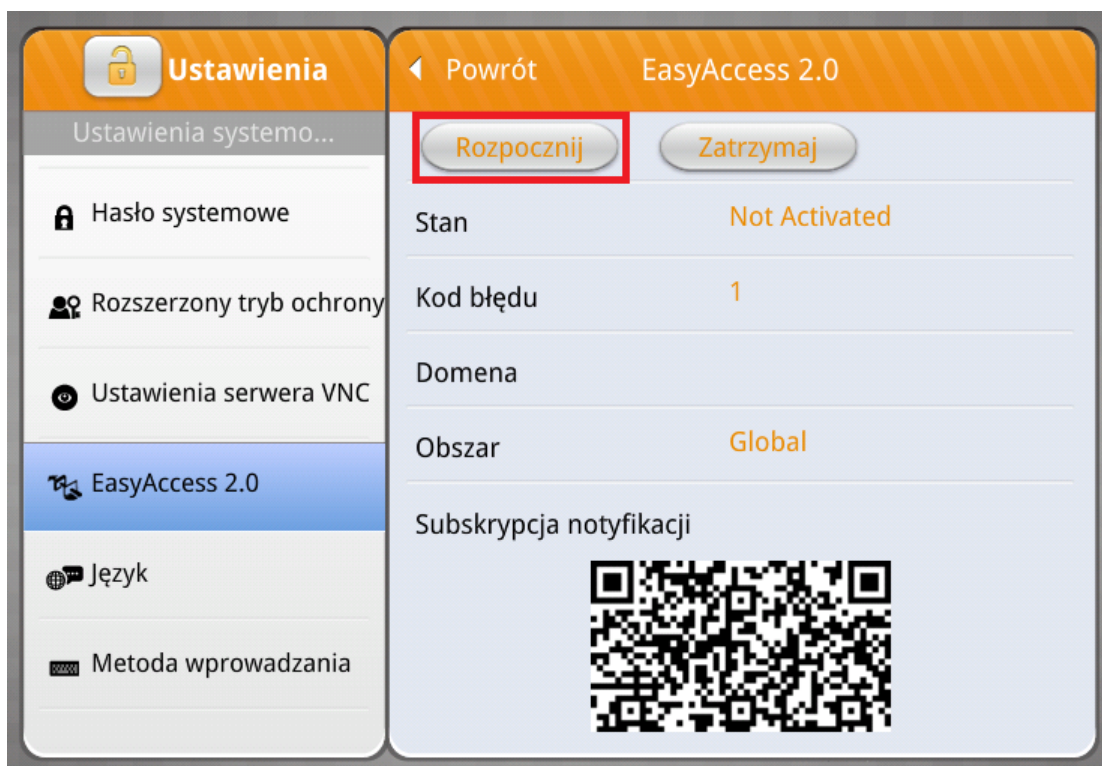 Ustawienia
Ustawienia systemo...
Hasło systemowe
Rozszerzony tryb ochrony
Ustawienia serwera VNC
EasyAccess 2.0
Język
Metoda wprowadzania
Powrót EasyAccess 2.0
Rozpocznij Zatrzymaj
Stan Not Activated
Kod błędu 1
Domena
Obszar Global
Subskrypcja notyfikacji